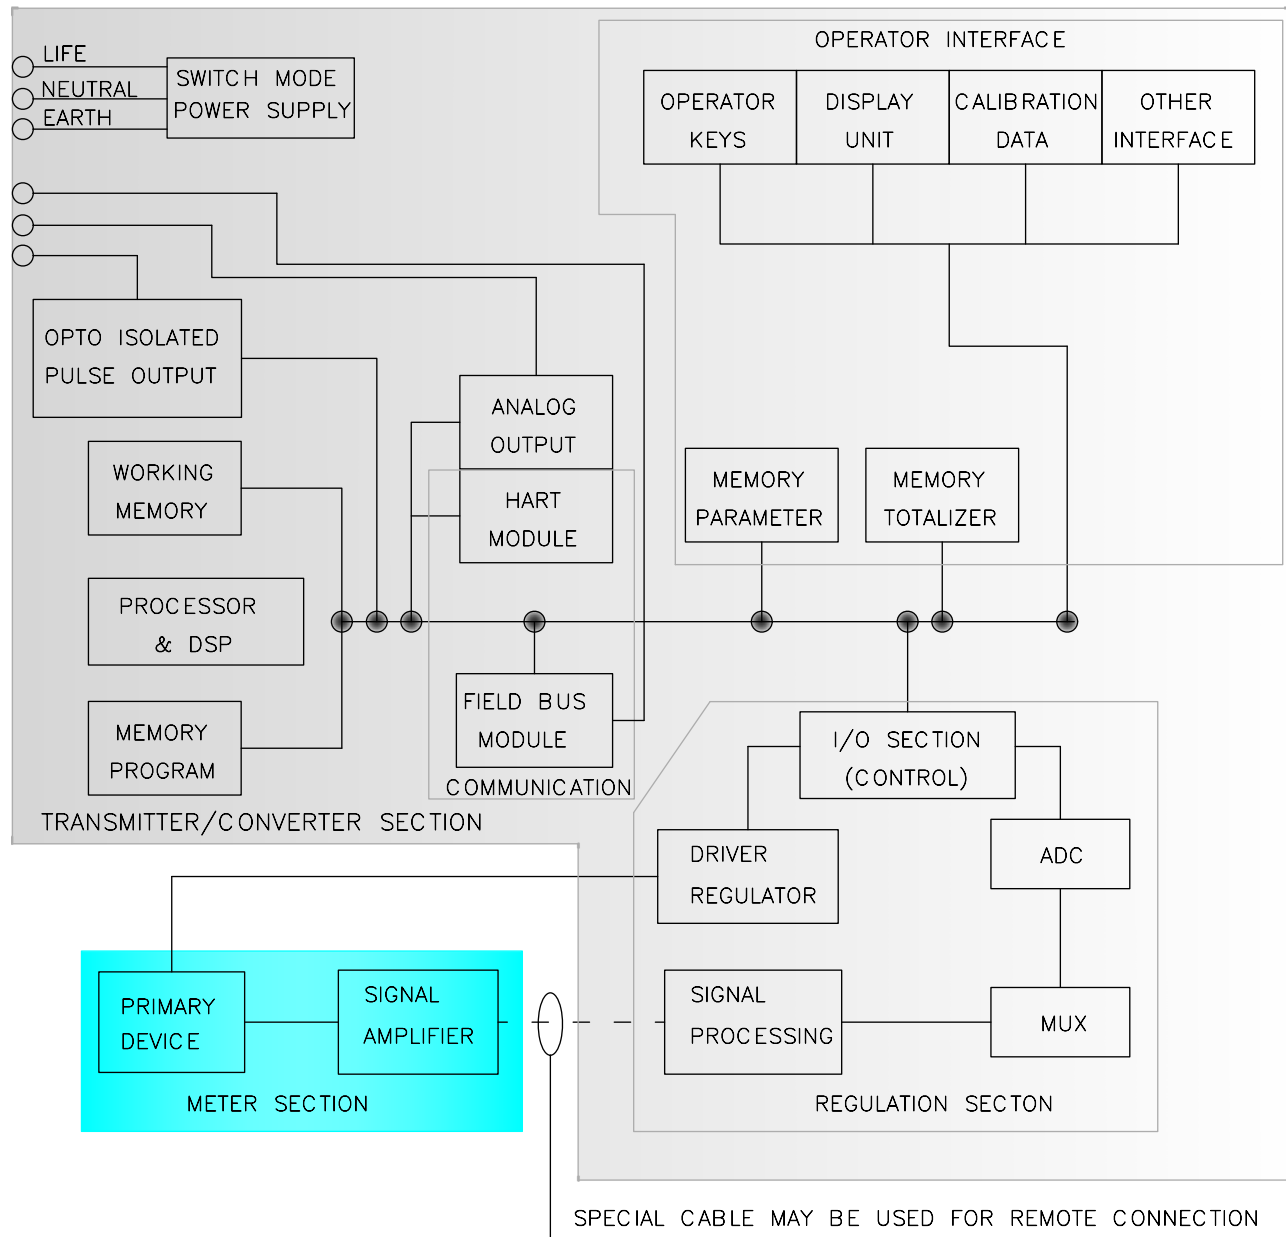 OPERATOR INTERFACE
LIFE
NEUTRAL
EARTH
SWITCH MODE
POWER SUPPLY
OPERATOR
KEYS
DISPLAY
UNIT
CALIBRATION
DATA
OTHER
INTERFACE
OPTO ISOLATED
PULSE OUTPUT
ANALOG
OUTPUT
WORKING
MEMORY
HART
MODULE
MEMORY
PARAMETER
MEMORY
TOTALIZER
PROCESSOR
& DSP
MEMORY
PROGRAM
FIELD BUS
MODULE
COMMUNICATION
I/O SECTION
(CONTROL)
TRANSMITTER/CONVERTER SECTION
DRIVER
REGULATOR
ADC
PRIMARY
DEVICE
SIGNAL
AMPLIFIER
SIGNAL
PROCESSING
MUX
METER SECTION
REGULATION SECTON
SPECIAL CABLE MAY BE USED FOR REMOTE CONNECTION